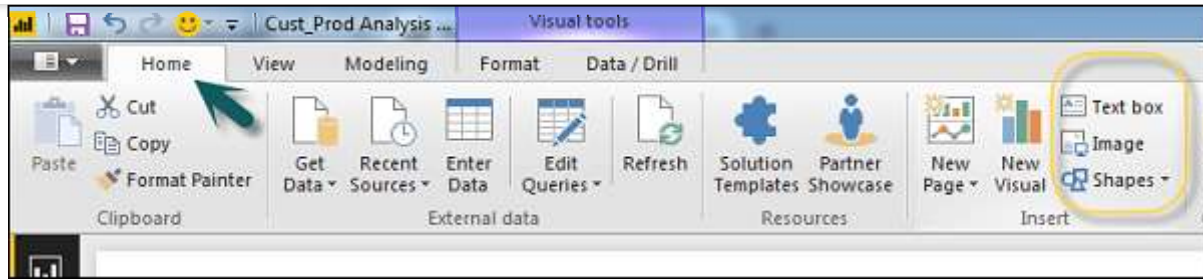 Cust_Prod Analysis ... Visual tools
Home View Modeling Format Data / Drill
Paste
Cut
Copy
Format Painter
Clipboard
Get Data
Recent Sources
Enter Data
Edit Queries
Refresh
External data
Solution Templates
Partner Showcase
Resources
New Page
New Visual
Text box
Image
Shapes
Insert